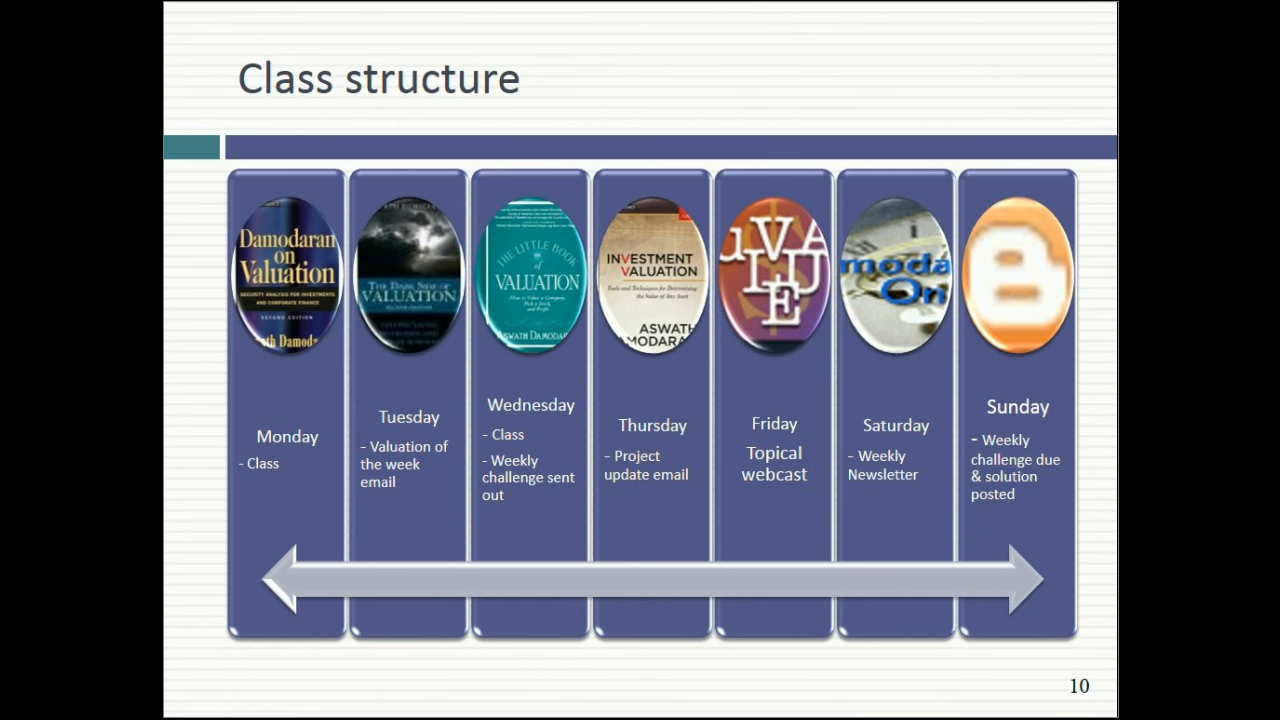 Class structure
Damodaran
on
Valuation
SECURITY ANALYSIS FOR INVESTMENTS
AND CORPORATE FINANCE
SECOND EDITION
THE DARK SIDE OF
VALUATION
THE LITTLE BOOK
of
VALUATION
How to Value a Company,
Pick a Stock,
and Profit
ASWATH DAMODAR
INVESTMENT
VALUATION
Tools and Techniques for Determining
the Value of Any Asset
ASWATH
MODARA
VALUE
moda
On
Monday
- Class
Tuesday
- Valuation of
the week
email
Wednesday
- Class
- Weekly
challenge sent
out
Thursday
- Project
update email
Friday
Topical
webcast
Saturday
- Weekly
Newsletter
Sunday
- Weekly
challenge due
& solution
posted
10